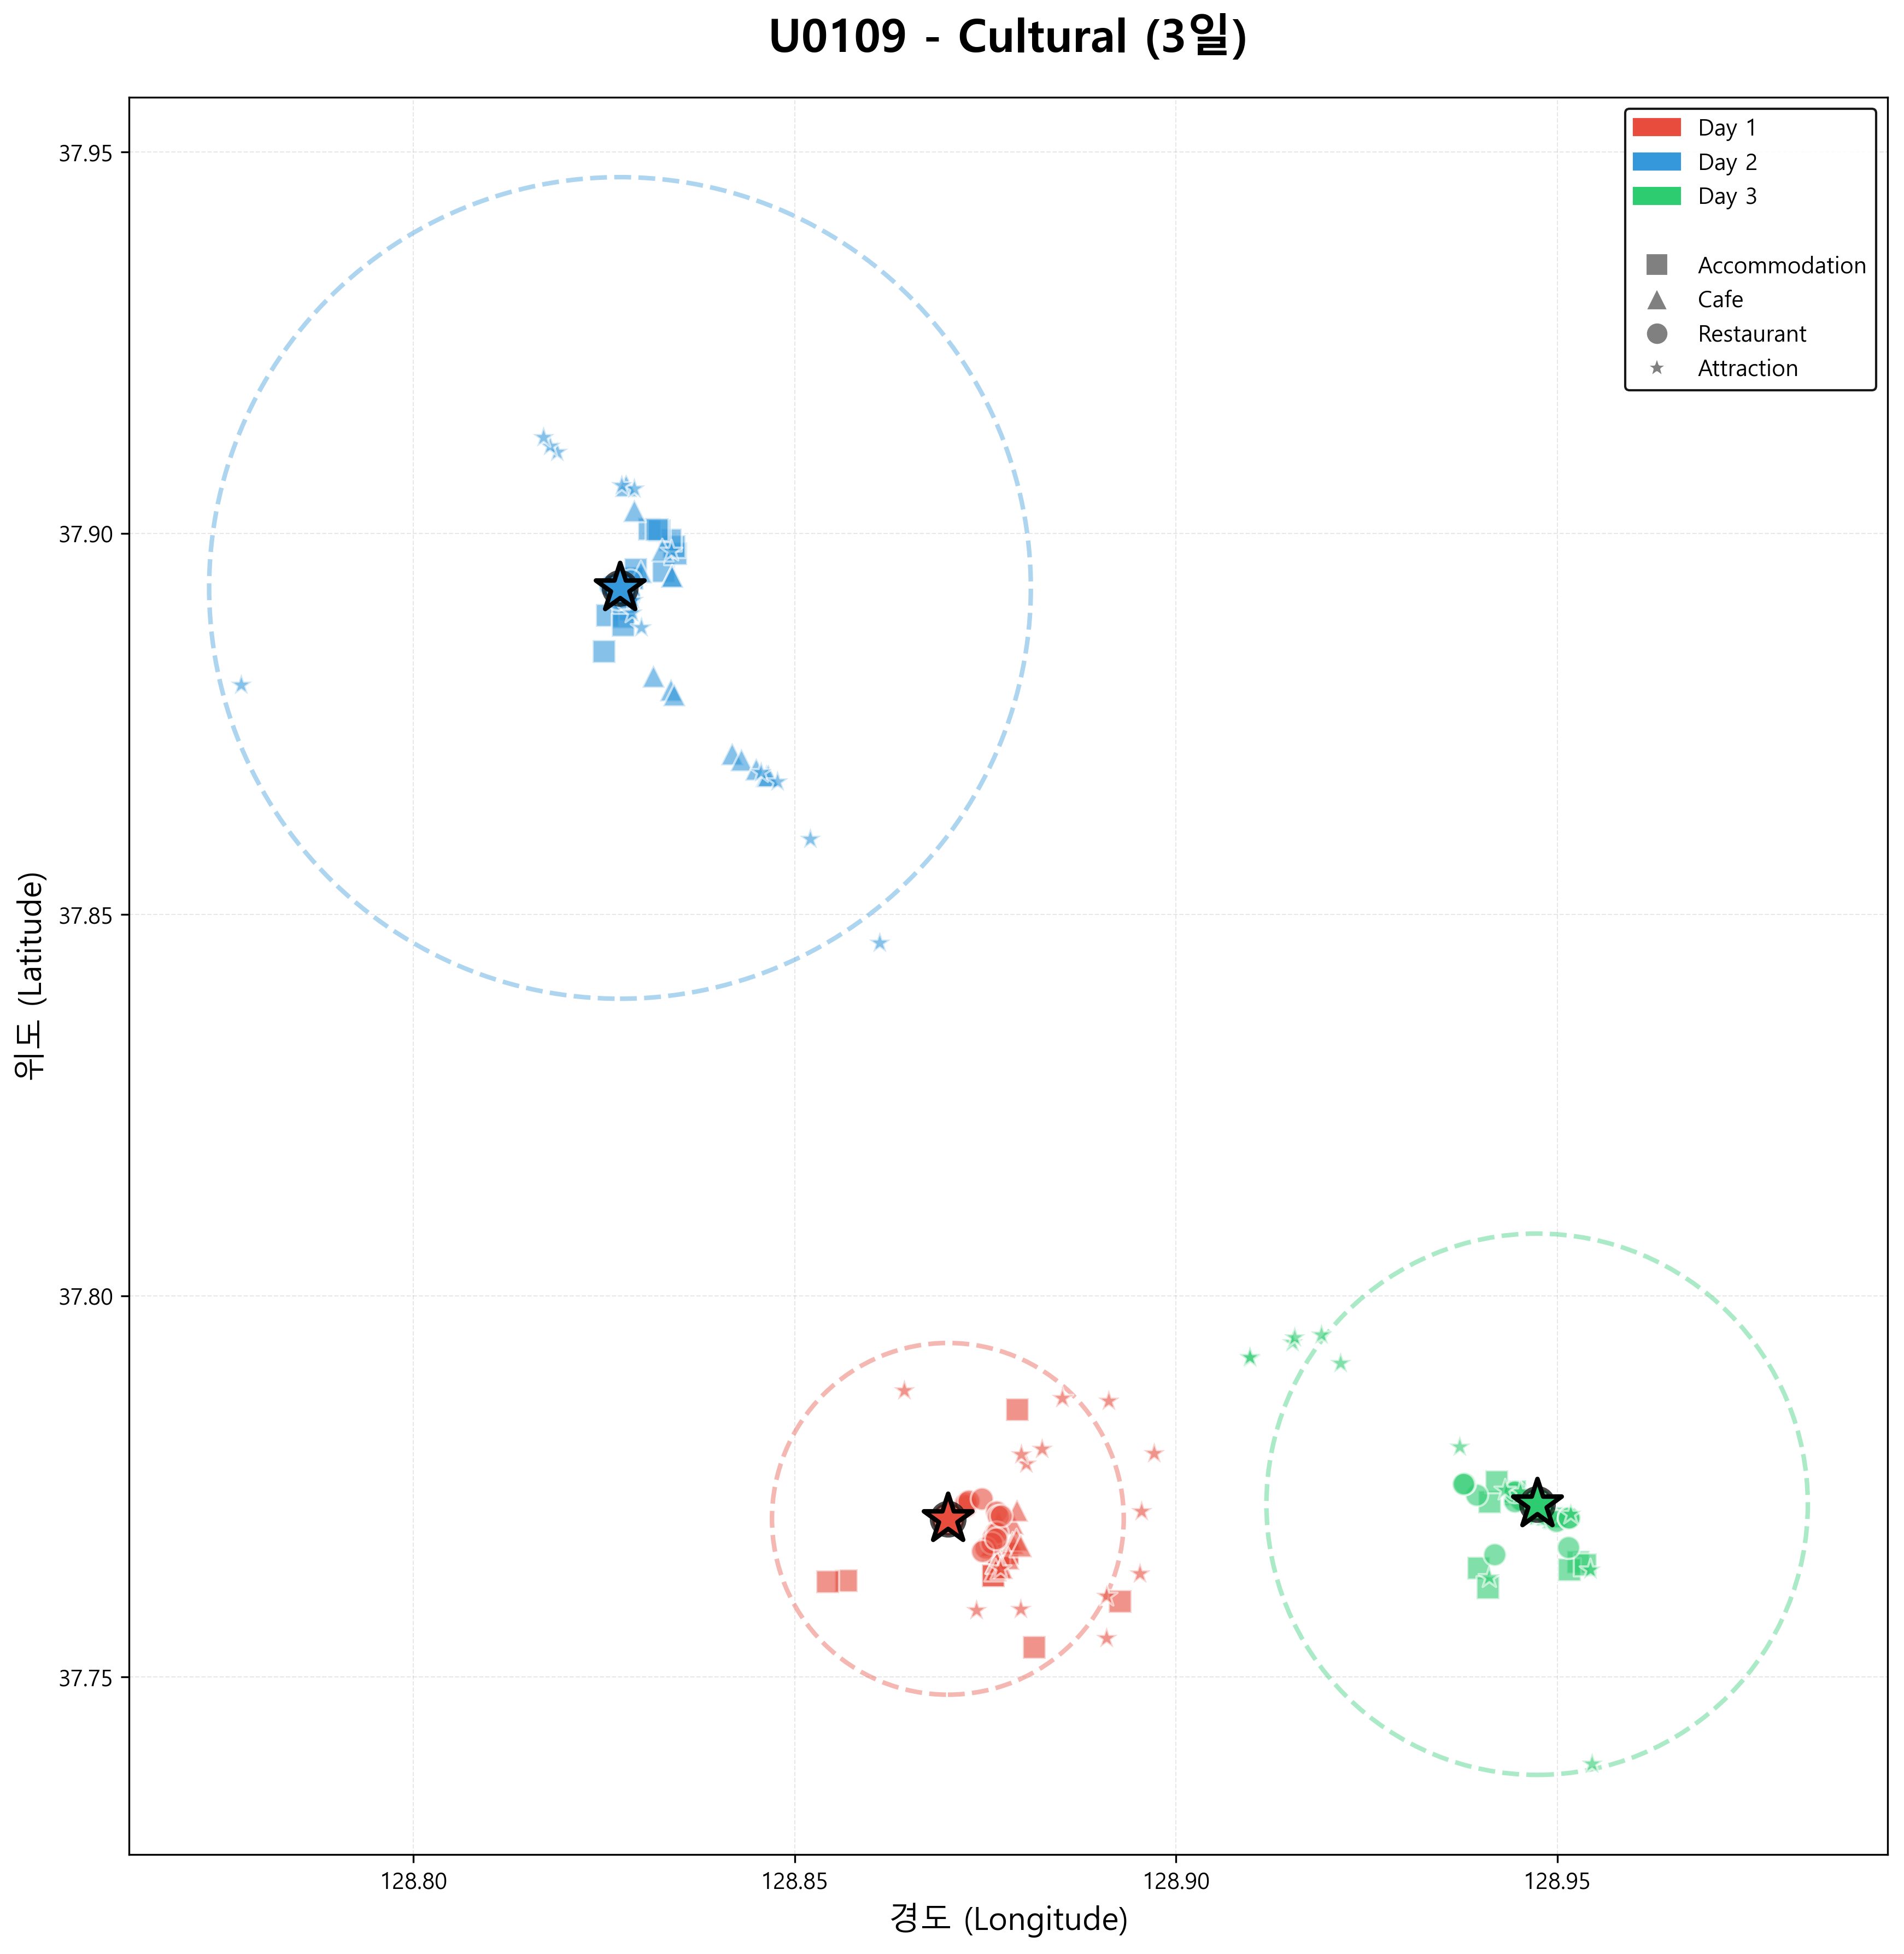 U0109 - Cultural (3일)
Day 1
Day 2
Day 3
Accommodation
Cafe
Restaurant
Attraction
위도 (Latitude)
37.95
37.90
37.85
37.80
37.75
128.80
128.85
128.90
128.95
경도 (Longitude)